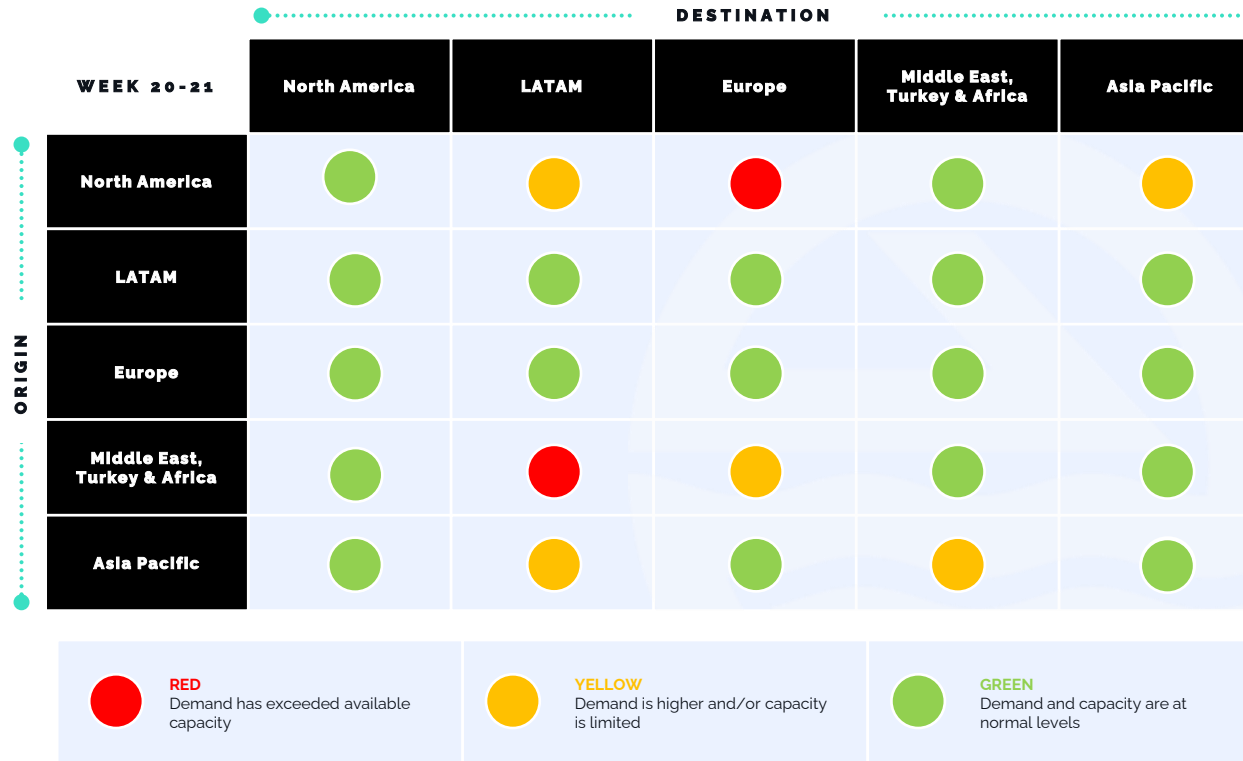 DESTINATION
WEEK 20-21
North America
LATAM
Europe
Middle East,
Turkey & Africa
Asia Pacific
ORIGIN
North America
LATAM
Europe
Middle East,
Turkey & Africa
Asia Pacific
RED
Demand has exceeded available
capacity
YELLOW
Demand is higher and/or capacity
is limited
GREEN
Demand and capacity are at
normal levels